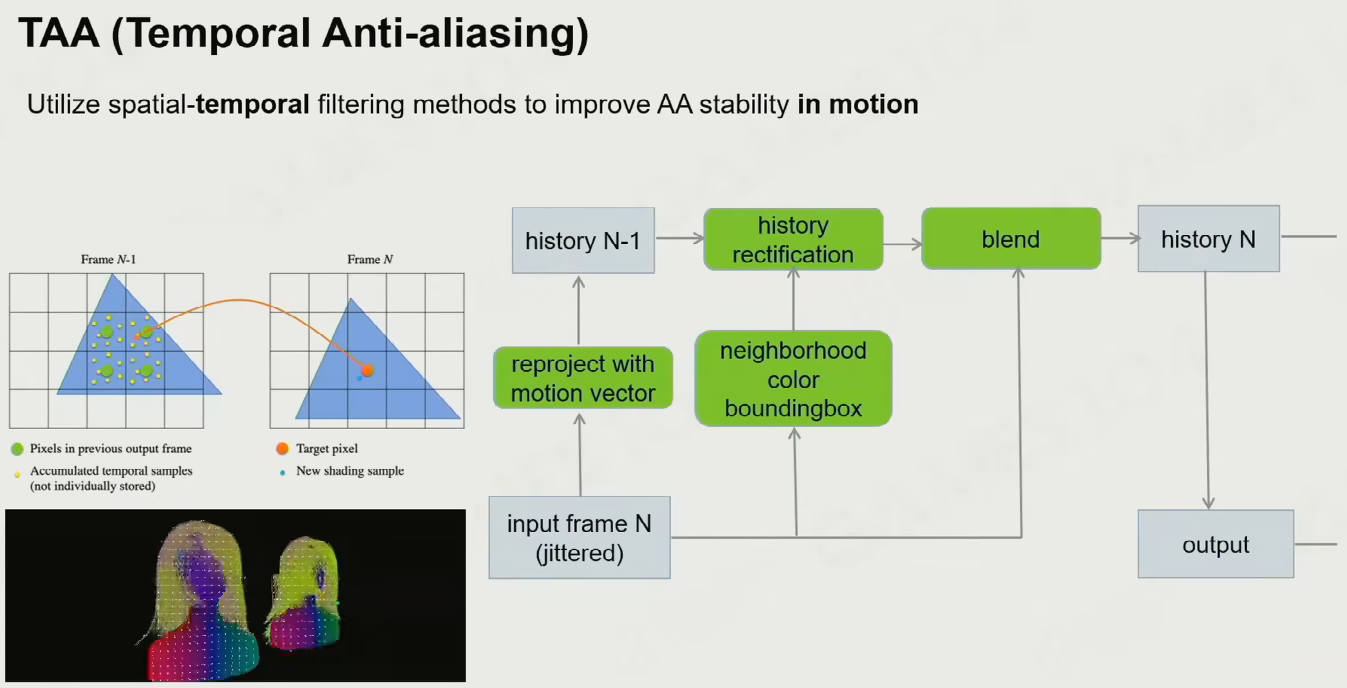 TAA (Temporal Anti-aliasing)
Utilize spatial-temporal filtering methods to improve AA stability in motion
Frame N-1
Frame N
Pixels in previous output frame
Accumulated temporal samples
(not individually stored)
Target pixel
New shading sample
history N-1
history
rectification
blend
history N
reproject with
motion vector
neighborhood
color
boundingbox
input frame N
(jittered)
output